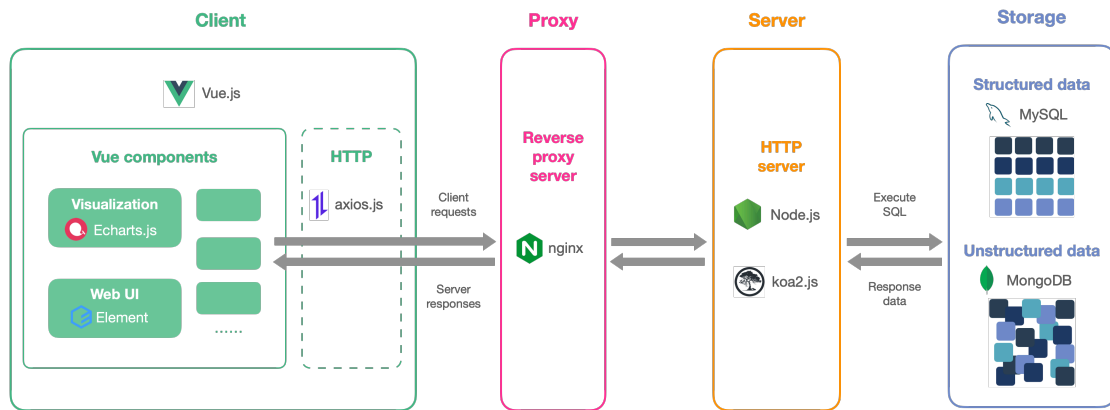 Client
Proxy
Server
Storage
Vue.js
Vue components
HTTP
Visualization
Echarts.js
Web UI
Element
......
axios.js
Client
requests
Server
responses
Reverse
proxy
server
nginx
HTTP
server
Node.js
koa2.js
Execute
SQL
Response
data
Structured data
MySQL
Unstructured data
MongoDB